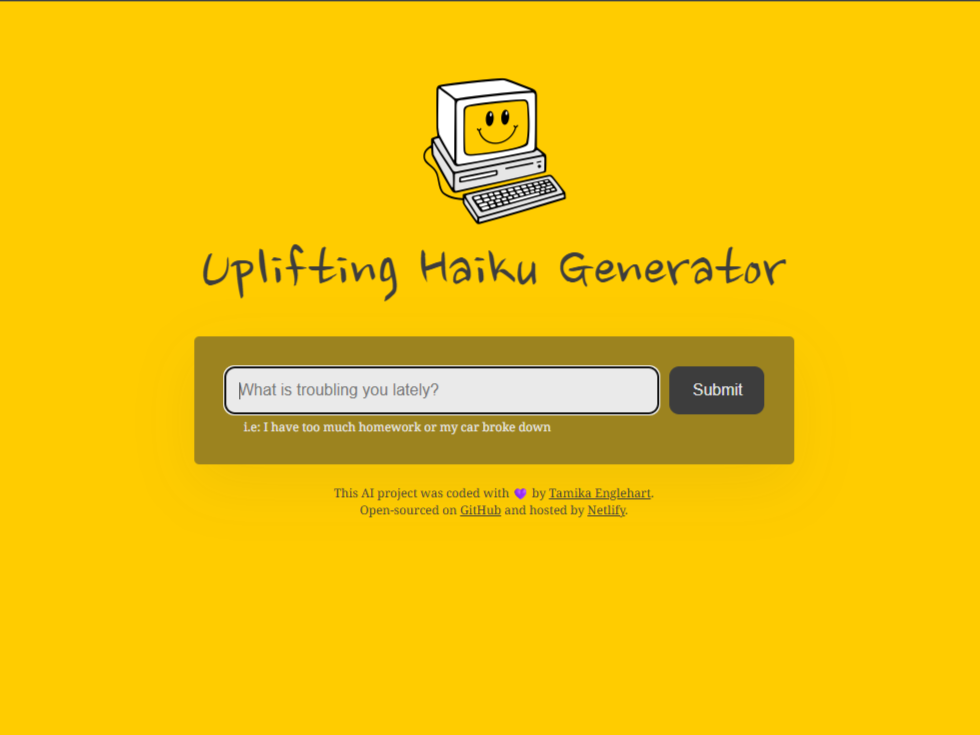 Uplifting Haiku Generator
What is troubling you lately?
Submit
i.e: I have too much homework or my car broke down
This AI project was coded with 💜 by Tamika Englehart.
Open-sourced on GitHub and hosted by Netlify.